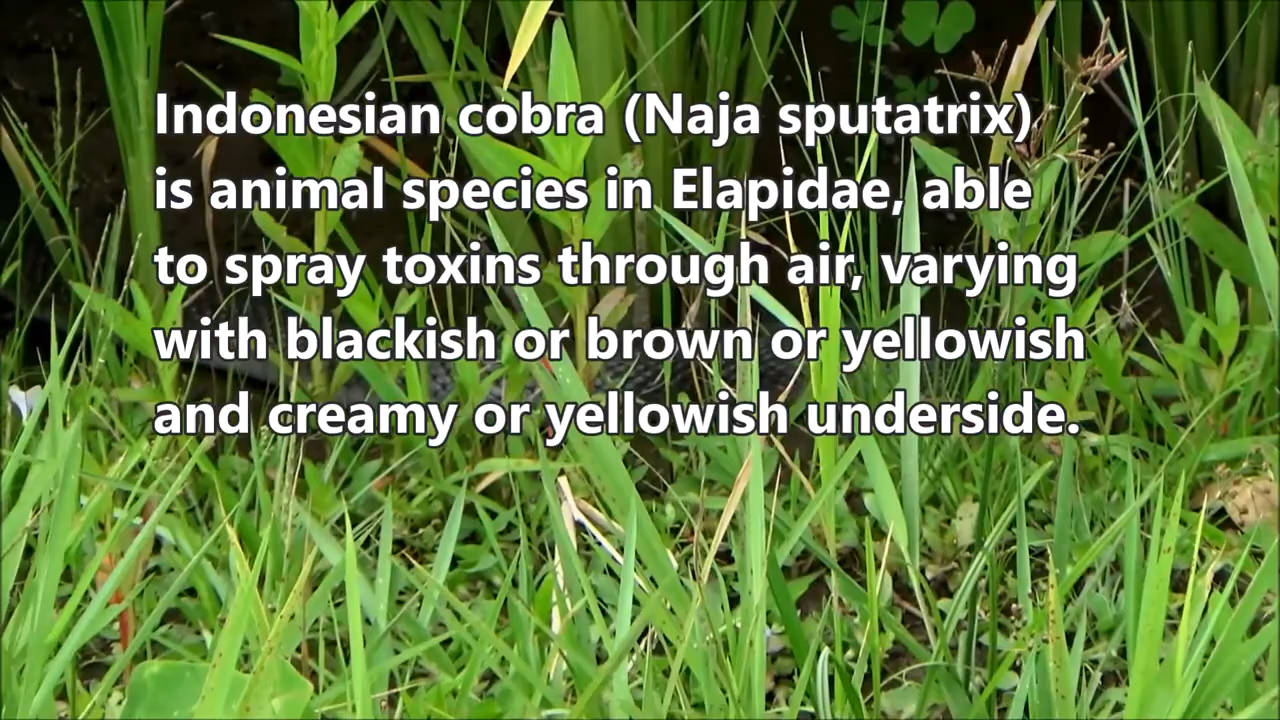 Indonesian cobra (Naja sputatrix)
is animal species in Elapidae, able
to spray toxins through air, varying
with blackish or brown or yellowish
and creamy or yellowish underside.